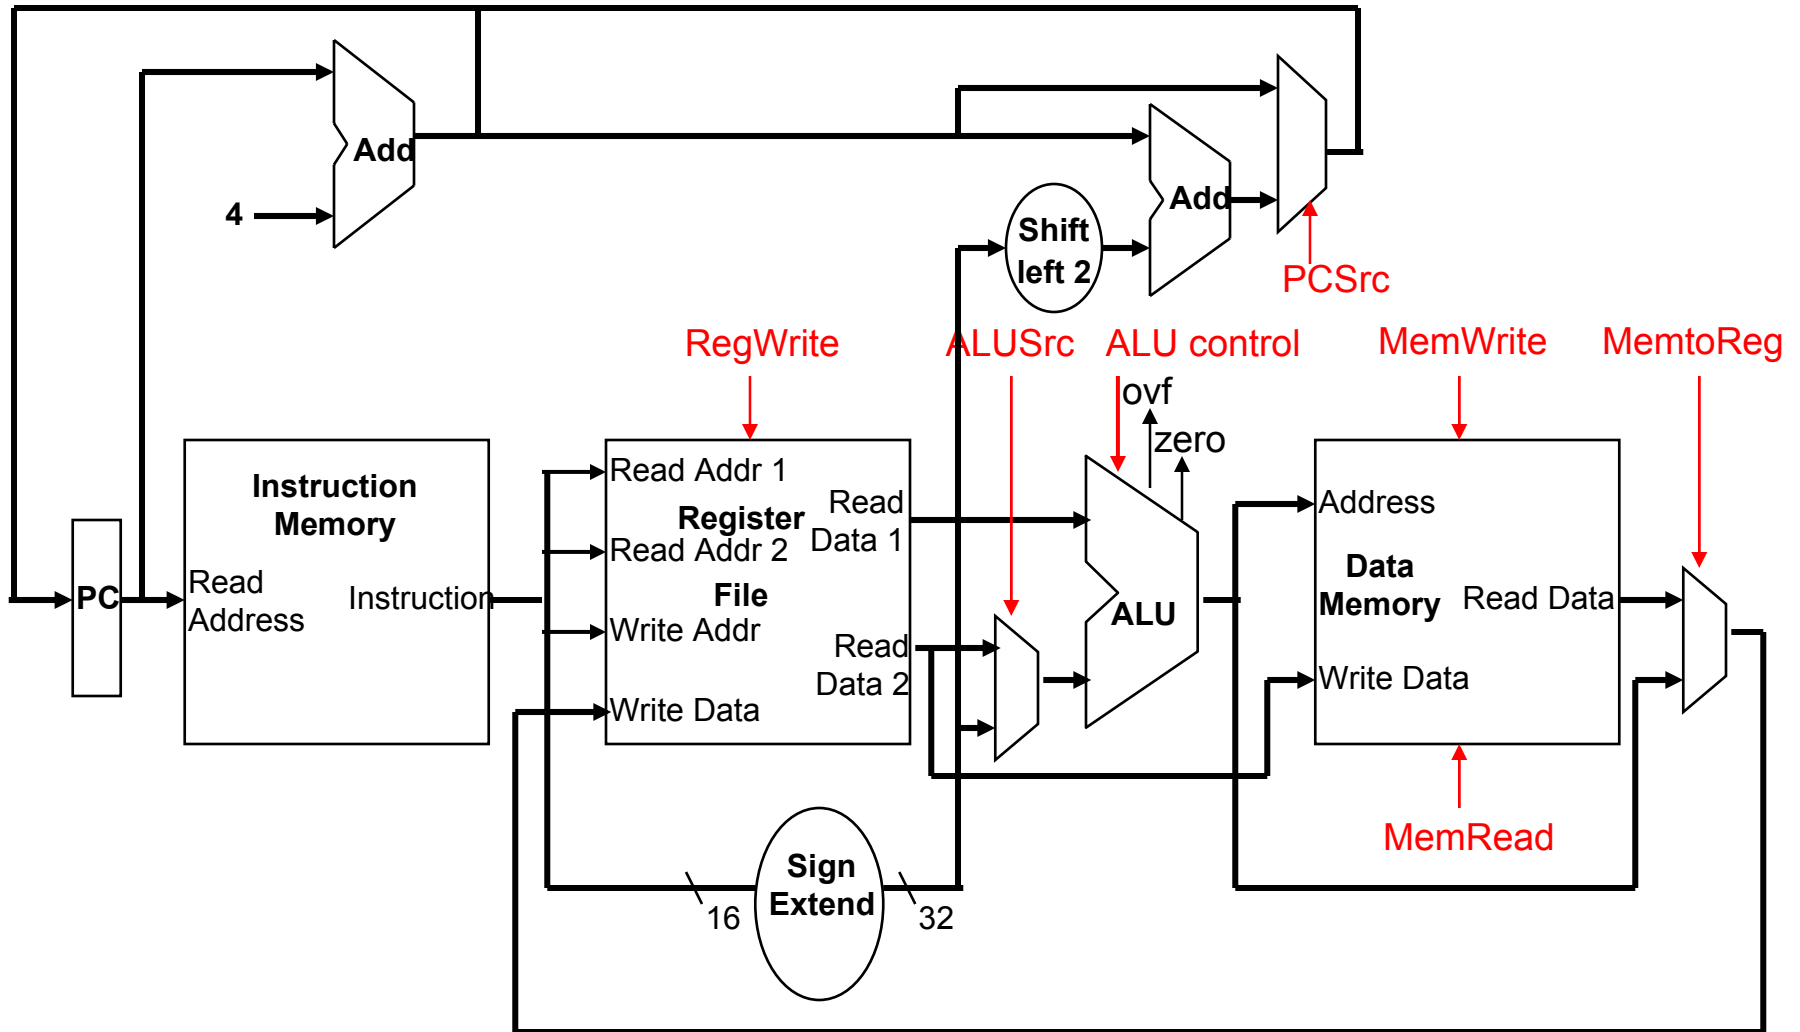 Add
4
Add
Shift
left 2
PCSrc
RegWrite
ALUSrc
ALU control
MemWrite
MemtoReg
ovf
zero
PC
Instruction
Memory
Read
Address
Instruction
Read Addr 1
Register
Read Addr 2
File
Write Addr
Write Data
Read
Data 1
Read
Data 2
ALU
Address
Data
Memory
Read Data
Write Data
MemRead
Sign
Extend
16
32